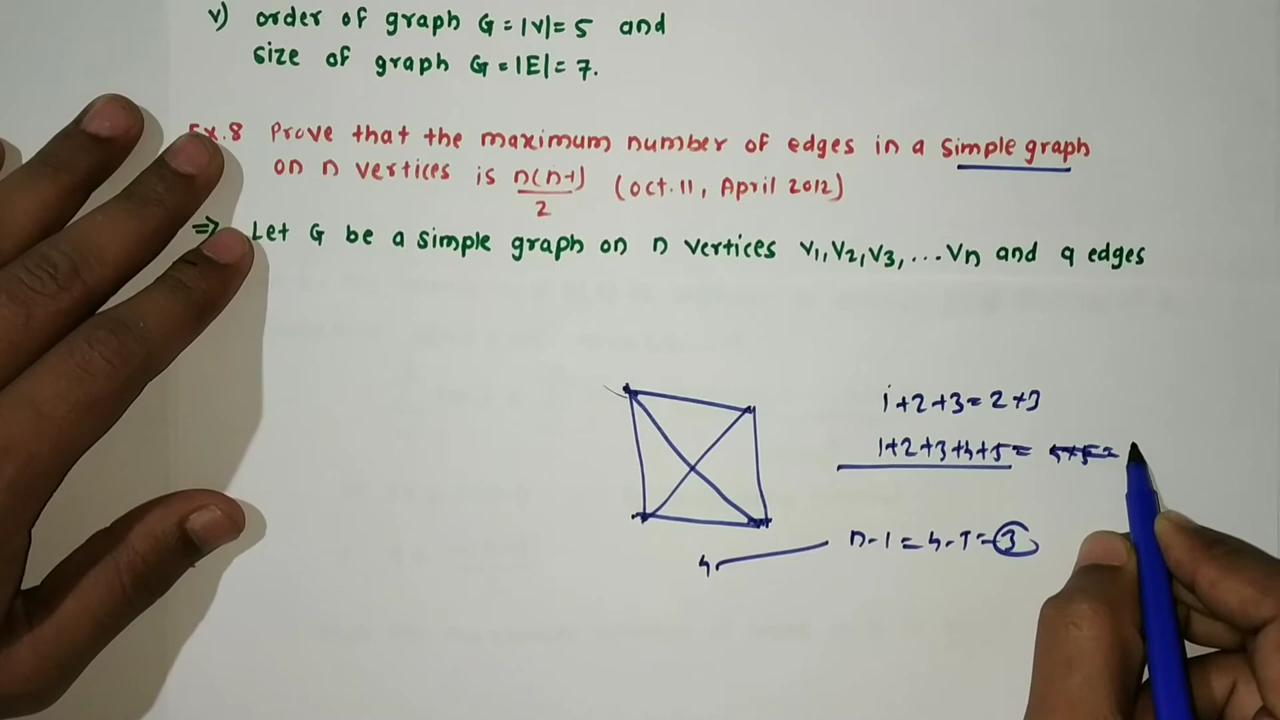 v) order of graph G = |V| = 5 and
size of graph G = |E| = 7.
Ex.8 Prove that the maximum number of edges in a simple graph
on n vertices is n(n-1)/2 (oct.11, April 2012)
⇒ Let G be a simple graph on n vertices v1, v2, v3, ... vn and q edges
1+2+3=2+3
1+2+3+4+5=
n-1=4-1=3
4